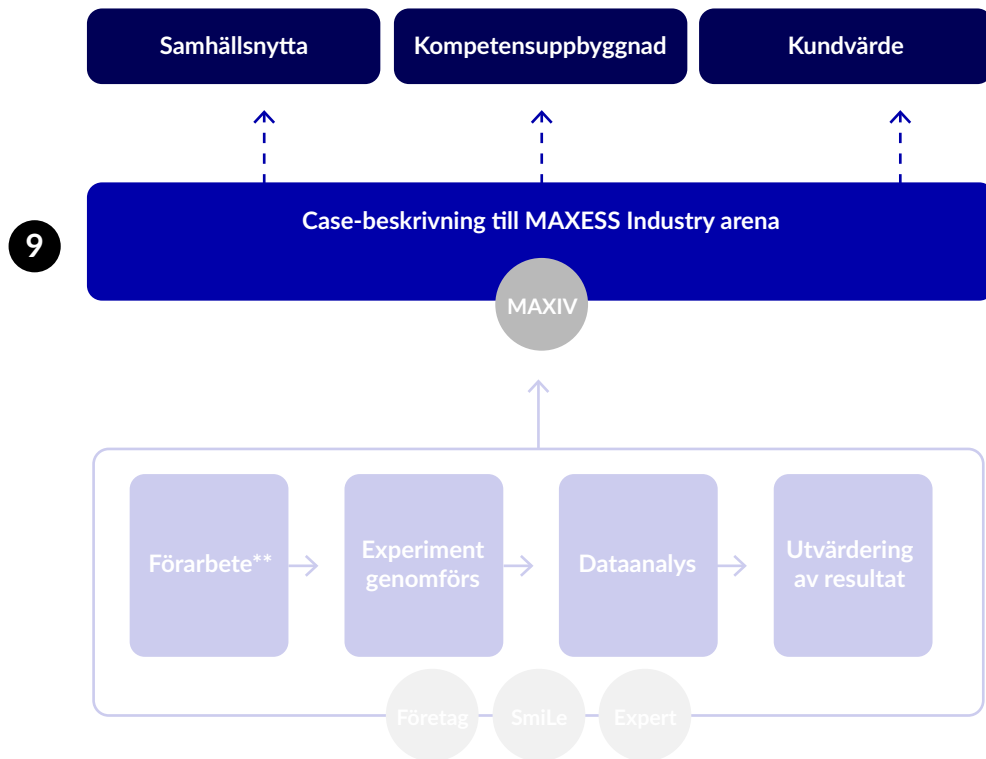 Samhällsnytta
Kompetensuppbyggnad
Kundvärde
9
Case-beskrivning till MAXESS Industry arena
MAXIV
Förarbete**
Experiment
genomförs
Dataanalys
Utvärdering
av resultat
Företag
SmiLe
Expert